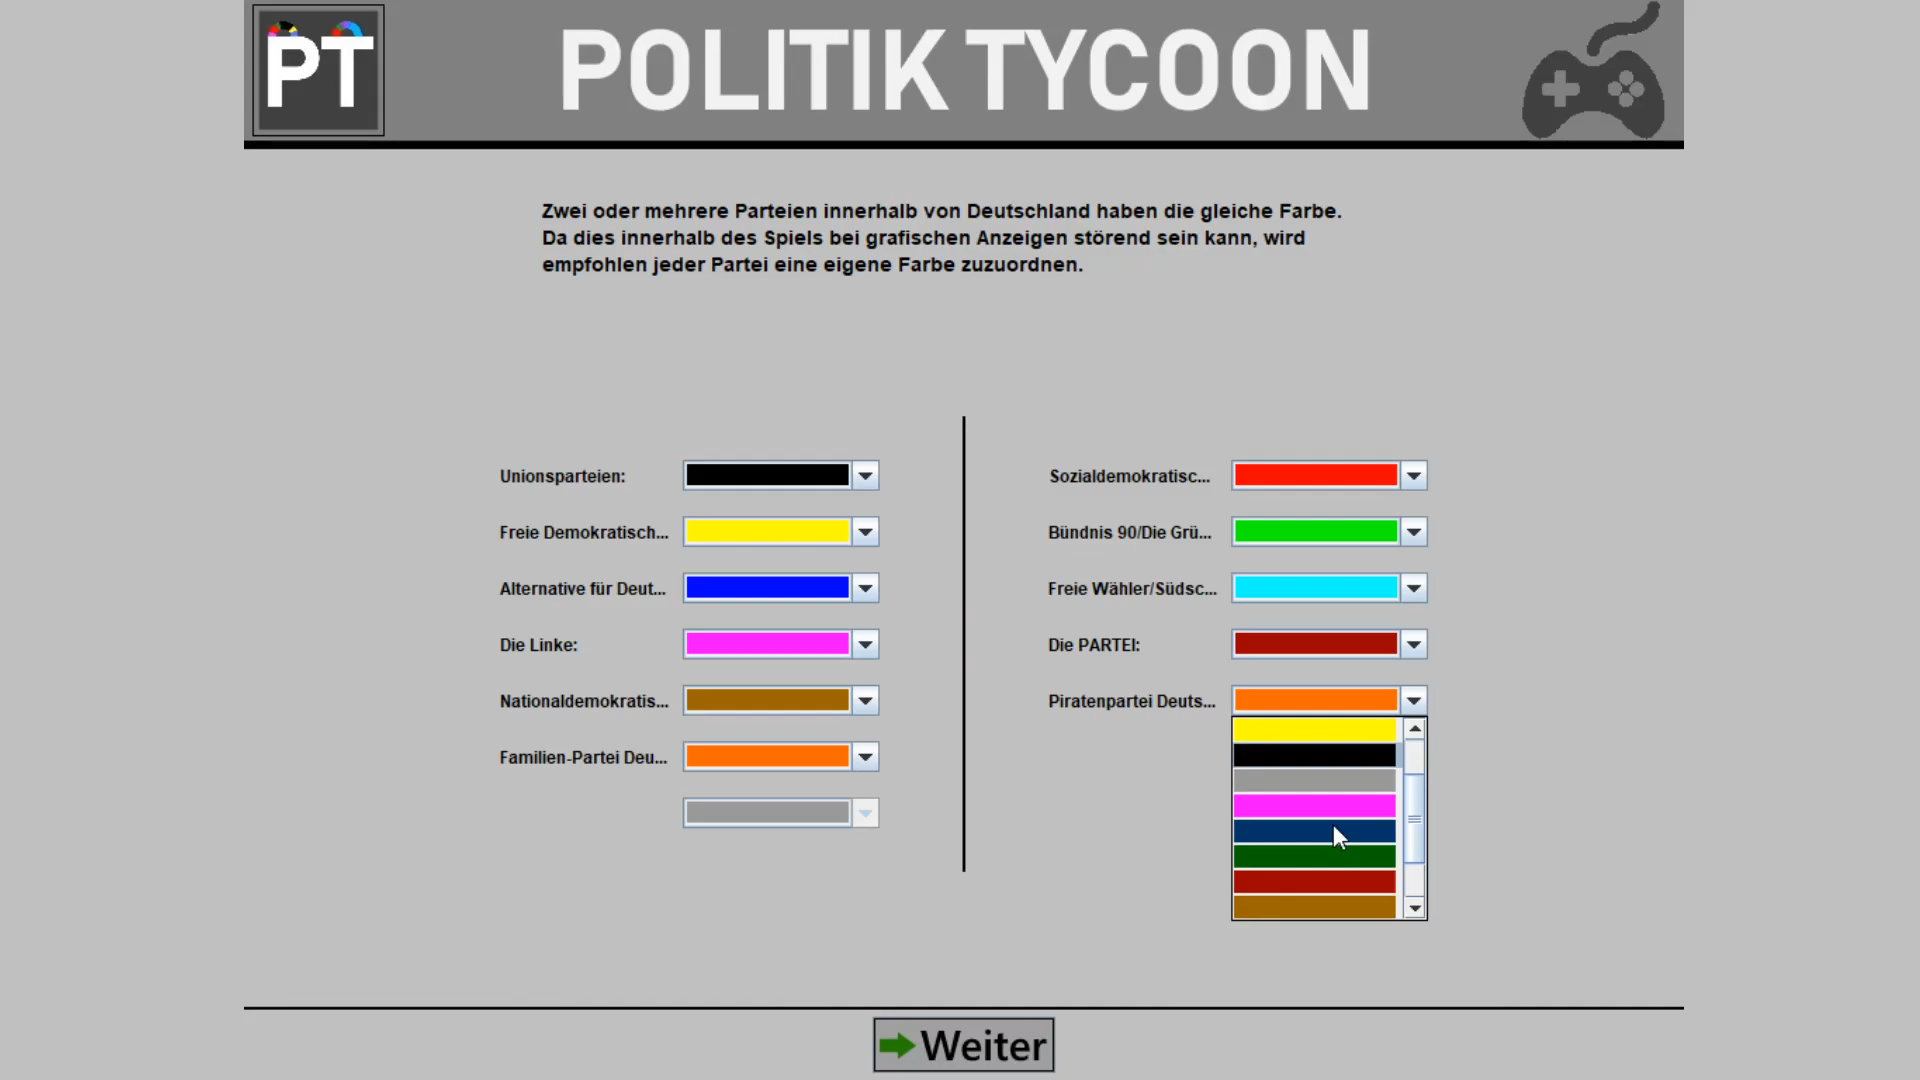 PT
POLITIK TYCOON
Zwei oder mehrere Parteien innerhalb von Deutschland haben die gleiche Farbe.
Da dies innerhalb des Spiels bei grafischen Anzeigen störend sein kann, wird
empfohlen jeder Partei eine eigene Farbe zuzuordnen.
Unionsparteien:
Sozialdemokratisc...
Freie Demokratisch...
Bündnis 90/Die Grü...
Alternative für Deut...
Freie Wähler/Südsc...
Die Linke:
Die PARTEI:
Nationaldemokratis...
Piratenpartei Deuts...
Familien-Partei Deu...
Weiter